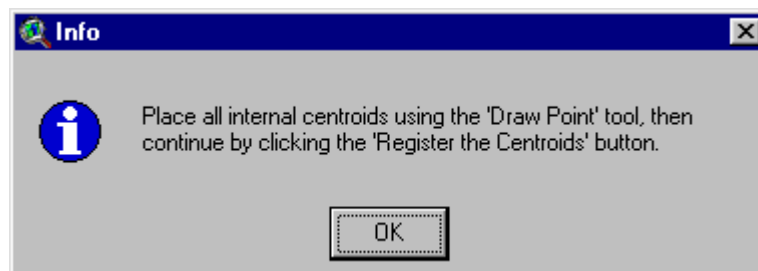 Info
Place all internal centroids using the 'Draw Point' tool, then
continue by clicking the 'Register the Centroids' button.
OK